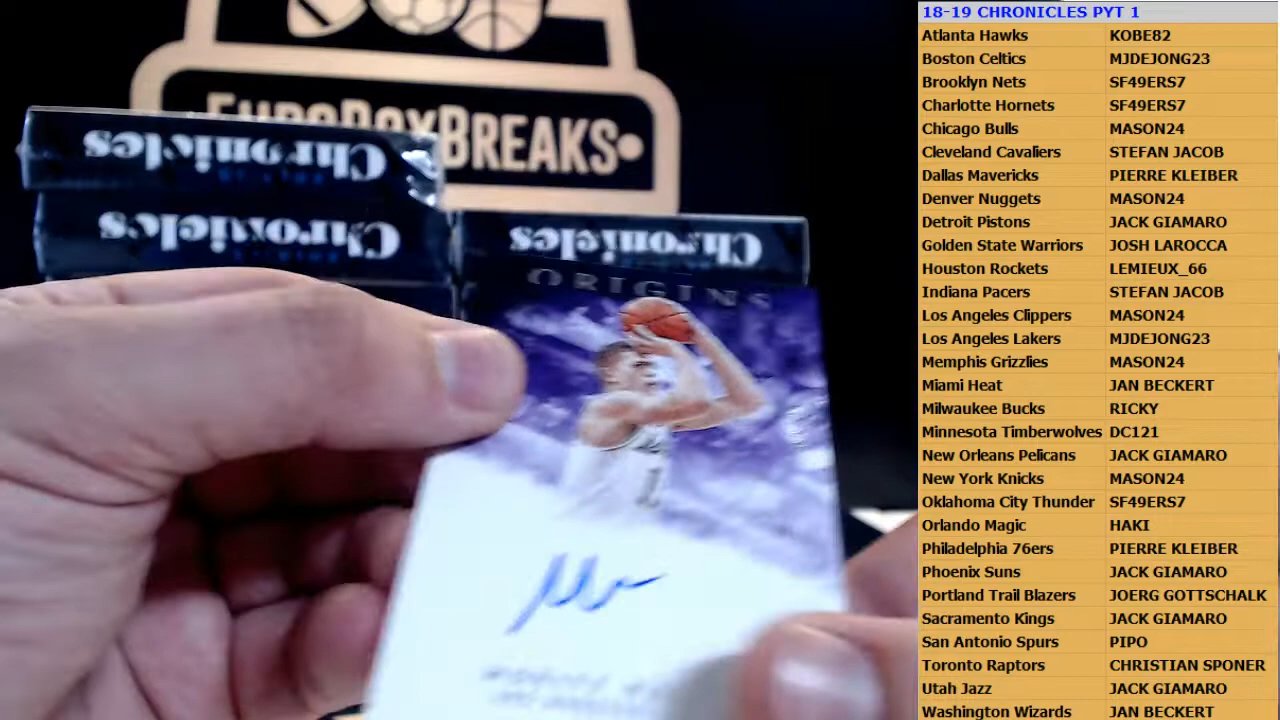 EuroBoxBREAKS
Chronicles
Chronicles
Chronicles
ORIGINS
18-19 CHRONICLES PYT 1
Atlanta Hawks KOBE82
Boston Celtics MJDEJONG23
Brooklyn Nets SF49ERS7
Charlotte Hornets SF49ERS7
Chicago Bulls MASON24
Cleveland Cavaliers STEFAN JACOB
Dallas Mavericks PIERRE KLEIBER
Denver Nuggets MASON24
Detroit Pistons JACK GIAMARO
Golden State Warriors JOSH LAROCCA
Houston Rockets LEMIEUX_66
Indiana Pacers STEFAN JACOB
Los Angeles Clippers MASON24
Los Angeles Lakers MJDEJONG23
Memphis Grizzlies MASON24
Miami Heat JAN BECKERT
Milwaukee Bucks RICKY
Minnesota Timberwolves DC121
New Orleans Pelicans JACK GIAMARO
New York Knicks MASON24
Oklahoma City Thunder SF49ERS7
Orlando Magic HAKI
Philadelphia 76ers PIERRE KLEIBER
Phoenix Suns JACK GIAMARO
Portland Trail Blazers JOERG GOTTSCHALK
Sacramento Kings JACK GIAMARO
San Antonio Spurs PIPO
Toronto Raptors CHRISTIAN SPONER
Utah Jazz JACK GIAMARO
Washington Wizards JAN BECKERT